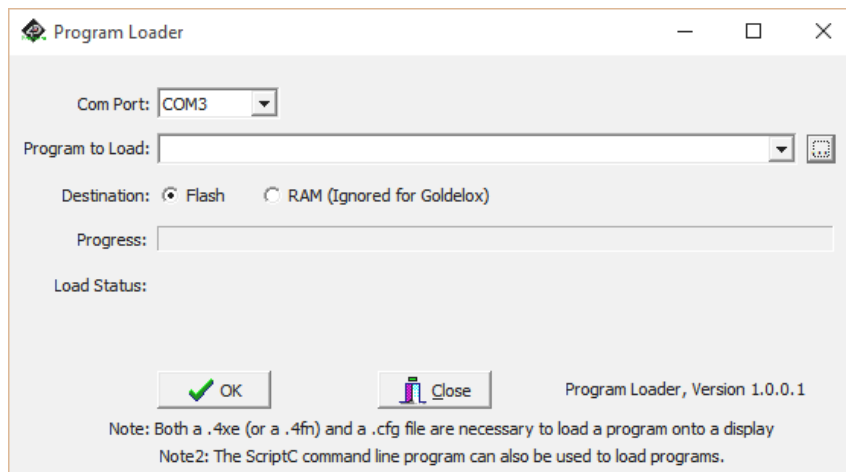 Program Loader
Com Port: COM3
Program to Load:
Destination: Flash RAM (Ignored for Goldelox)
Progress:
Load Status:
OK Close Program Loader, Version 1.0.0.1
Note: Both a .4xe (or a .4fn) and a .cfg file are necessary to load a program onto a display
Note2: The ScriptC command line program can also be used to load programs.